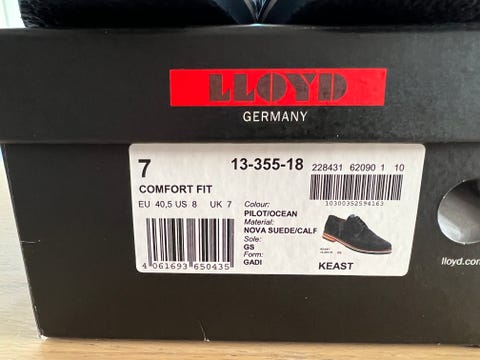 LLOYD
GERMANY
7 13-355-18 228431 62090 1 10
COMFORT FIT
10300352594163
EU 40,5 US 8 UK 7 Colour:
PILOT/OCEAN
Material:
NOVA SUEDE/CALF
Sole:
GS
Form:
GADI
4 061693 650435
KEAST
lloyd.com